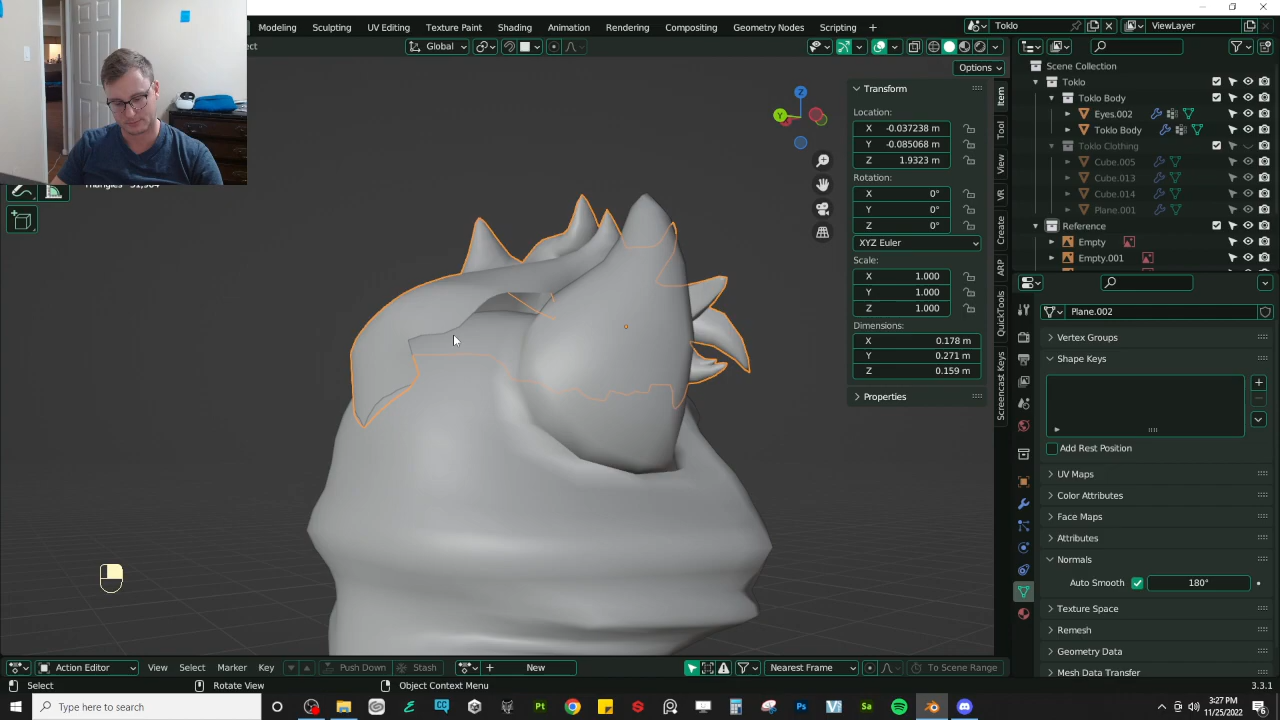 Modeling Sculpting UV Editing Texture Paint Shading Animation Rendering Compositing Geometry Nodes Scripting + Toklo ViewLayer
Global
Options
Transform
Location:
X -0.037238 m
Y -0.085068 m
Z 1.9323 m
Rotation:
X 0°
Y 0°
Z 0°
XYZ Euler
Scale:
X 1.000
Y 1.000
Z 1.000
Dimensions:
X 0.178 m
Y 0.271 m
Z 0.159 m
Properties
Item
Tool
View
VR
Create
ARP
QuickTools
Screencast Keys
Z
Y
Scene Collection
Toklo
Toklo Body
Eyes.002
Toklo Body
Toklo Clothing
Cube.005
Cube.013
Cube.014
Plane.001
Reference
Empty
Empty.001
Plane.002
Vertex Groups
Shape Keys
Add Rest Position
UV Maps
Color Attributes
Face Maps
Attributes
Normals
Auto Smooth 180°
Texture Space
Remesh
Geometry Data
Mesh Data Transfer
Action Editor View Select Marker Key Push Down Stash New Nearest Frame To Scene Range
Select Rotate View Object Context Menu 3.3.1
Type here to search
3:27 PM
11/25/2022